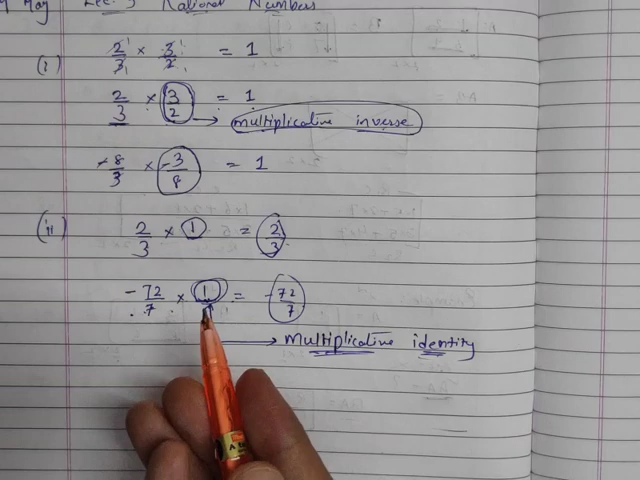 May Lec. 3 Rational Numbers
(i) 2/3 × 3/2 = 1
2/3 × 3/2 = 1
multiplicative inverse
-8/3 × -3/8 = 1
(ii) 2/3 × 1 = 2/3
-72/7 × 1 = -72/7
multiplicative identity